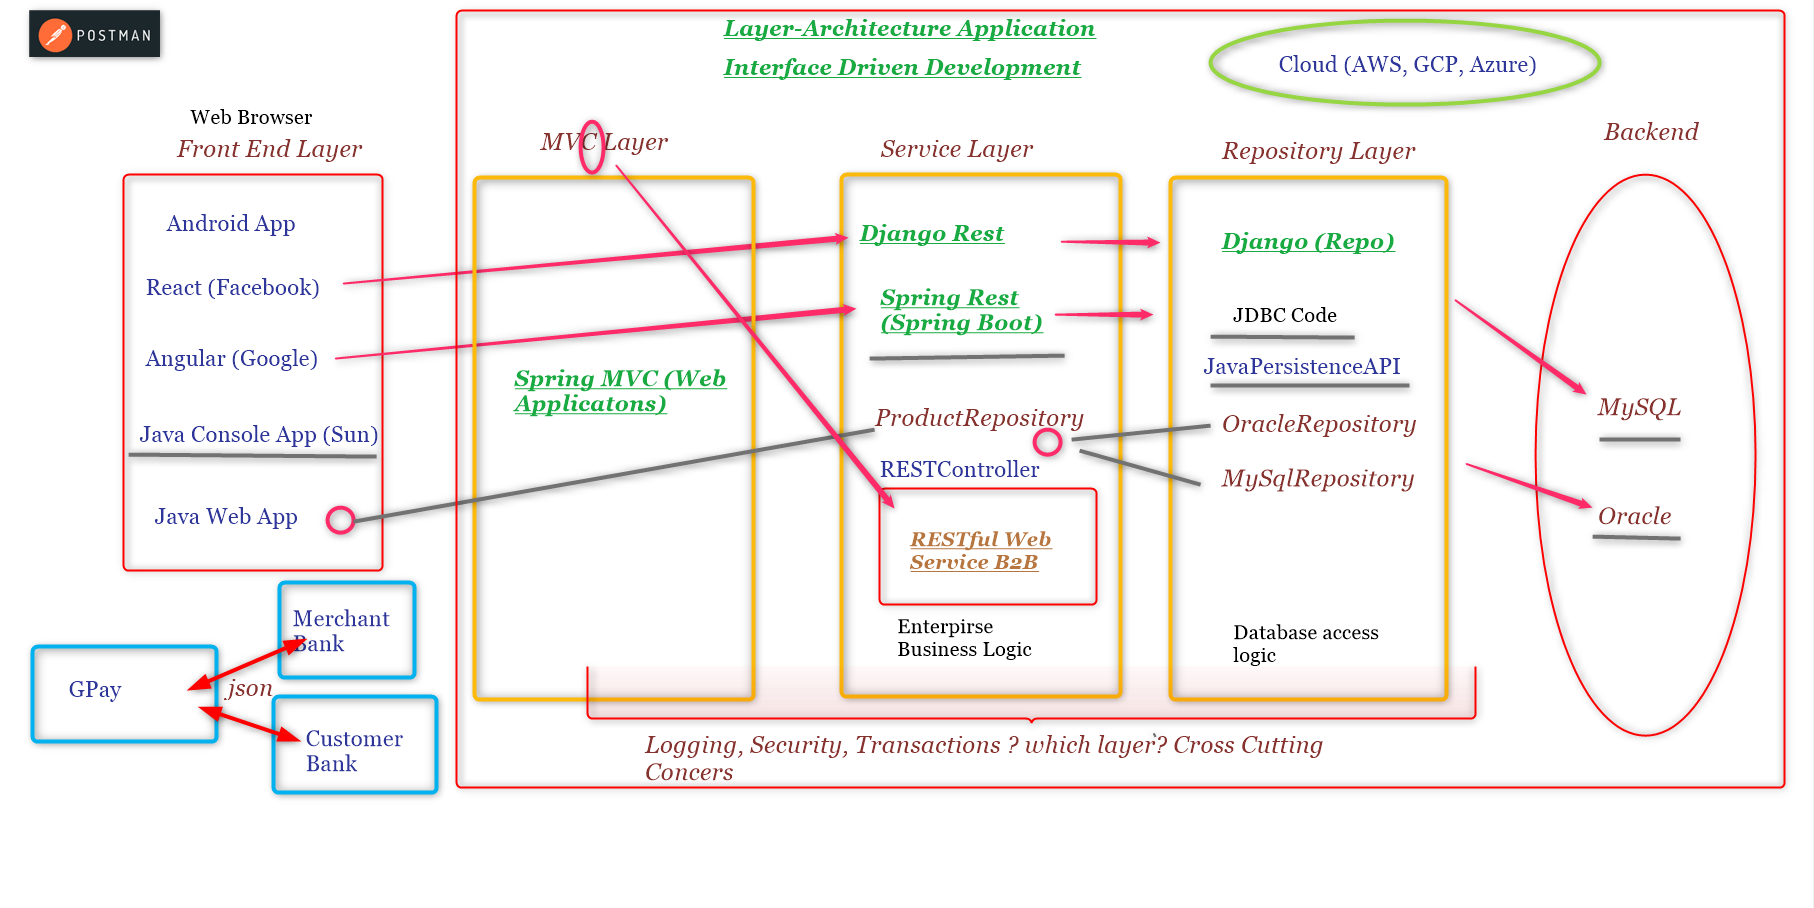 POSTMAN
Layer-Architecture Application
Interface Driven Development
Cloud (AWS, GCP, Azure)
Web Browser
Front End Layer
MVC Layer
Service Layer
Repository Layer
Backend
Android App
React (Facebook)
Angular (Google)
Java Console App (Sun)
Java Web App
Spring MVC (Web
Applicatons)
Django Rest
Spring Rest
(Spring Boot)
ProductRepository
RESTController
RESTful Web
Service B2B
Enterpirse
Business Logic
Django (Repo)
JDBC Code
JavaPersistenceAPI
OracleRepository
MySqlRepository
Database access
logic
MySQL
Oracle
Merchant
Bank
GPay
json
Customer
Bank
Logging, Security, Transactions ? which layer? Cross Cutting
Concers